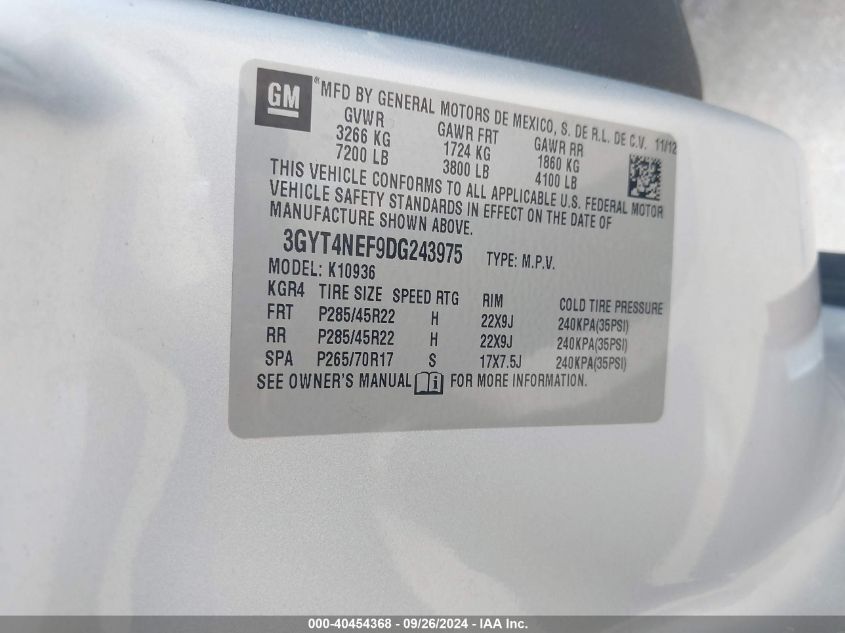 GM ® MFD BY GENERAL MOTORS DE MEXICO, S. DE R.L. DE C.V. 11/12
GVWR GAWR FRT GAWR RR
3266 KG 1724 KG 1860 KG
7200 LB 3800 LB 4100 LB
THIS VEHICLE CONFORMS TO ALL APPLICABLE U.S. FEDERAL MOTOR
VEHICLE SAFETY STANDARDS IN EFFECT ON THE DATE OF
MANUFACTURE SHOWN ABOVE.
3GYT4NEF9DG243975 TYPE: M.P.V.
MODEL: K10936
KGR4 TIRE SIZE SPEED RTG RIM COLD TIRE PRESSURE
FRT P285/45R22 H 22X9J 240KPA(35PSI)
RR P285/45R22 H 22X9J 240KPA(35PSI)
SPA P265/70R17 S 17X7.5J 240KPA(35PSI)
SEE OWNER'S MANUAL i FOR MORE INFORMATION.
000-40454368 - 09/26/2024 - IAA Inc.